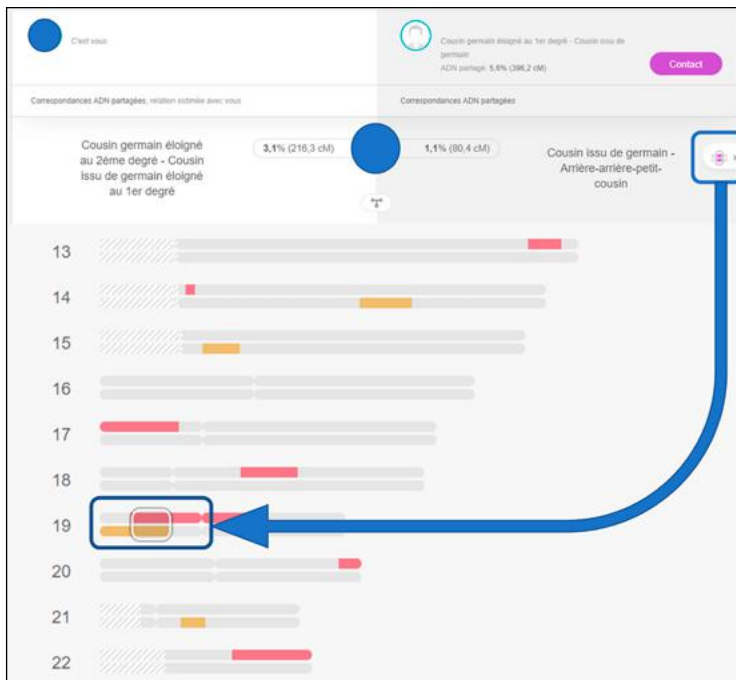 C'est vous
Cousin germain éloigné au 1er degré - Cousin issu de
germain
ADN partagé: 5,6% (396,2 cM)
Contact
Correspondances ADN partagées, relation estimée avec vous
Correspondances ADN partagées
Cousin germain éloigné
au 2ème degré - Cousin
issu de germain éloigné
au 1er degré
3,1% (216,3 cM)
1,1% (80,4 cM)
Cousin issu de germain -
Arrière-arrière-petit-
cousin
13
14
15
16
17
18
19
20
21
22